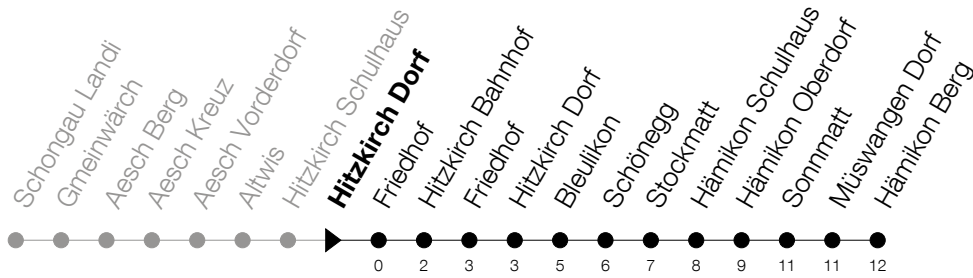 Schongau Landi
Gmeinwärch
Aesch Berg
Aesch Kreuz
Aesch Vorderdorf
Altwis
Hitzkirch Schulhaus
Hitzkirch Dorf
Friedhof
Hitzkirch Bahnhof
Friedhof
Hitzkirch Dorf
Bleulikon
Schönegg
Stockmatt
Hämikon Schulhaus
Hämikon Oberdorf
Sonnmatt
Müswangen Dorf
Hämikon Berg
0 2 3 3 5 6 7 8 9 11 11 12